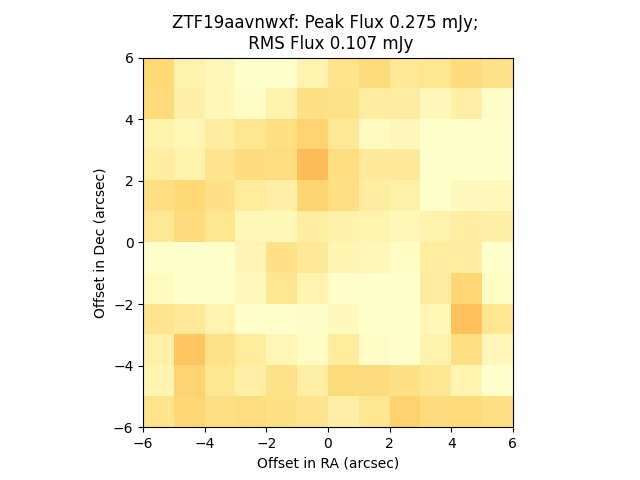 ZTF19aavnwxf: Peak Flux 0.275 mJy;
RMS Flux 0.107 mJy
6
4
2
0
−2
−4
−6
Offset in Dec (arcsec)
−6 −4 −2 0 2 4 6
Offset in RA (arcsec)